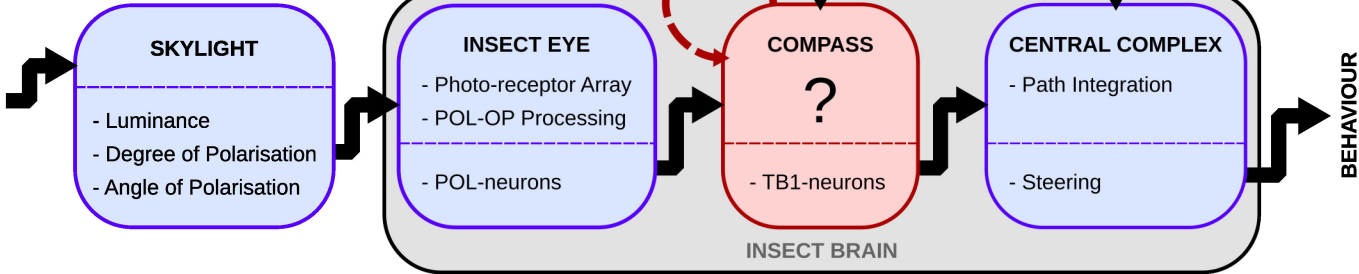 SKYLIGHT
- Luminance
- Degree of Polarisation
- Angle of Polarisation
INSECT EYE
- Photo-receptor Array
- POL-OP Processing
- POL-neurons
COMPASS
?
- TB1-neurons
CENTRAL COMPLEX
- Path Integration
- Steering
INSECT BRAIN
BEHAVIOUR